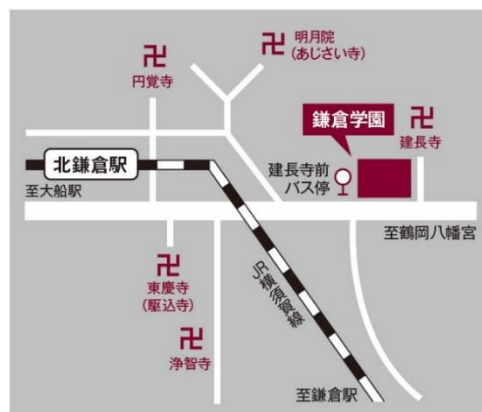 明月院
(あじさい寺)
円覚寺
鎌倉学園
建長寺
北鎌倉駅
建長寺前
バス停
至大船駅
至鶴岡八幡宮
東慶寺
(駆込寺)
JR横須賀線
浄智寺
至鎌倉駅